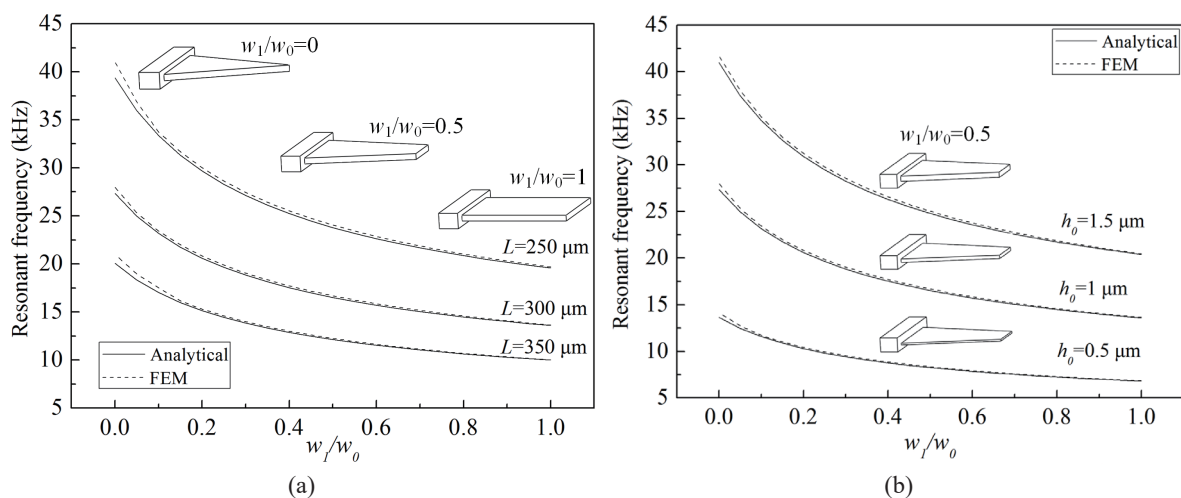 (a)
45
40
35
30
25
20
15
10
5
Resonant frequency (kHz)
w₁/w₀=0
w₁/w₀=0.5
w₁/w₀=1
L=250 μm
L=300 μm
L=350 μm
Analytical
FEM
0.0 0.2 0.4 0.6 0.8 1.0
w₁/w₀
(a)
(b)
45
40
35
30
25
20
15
10
5
Resonant frequency (kHz)
Analytical
FEM
w₁/w₀=0.5
h₀=1.5 μm
h₀=1 μm
h₀=0.5 μm
0.0 0.2 0.4 0.6 0.8 1.0
w₁/w₀
(b)